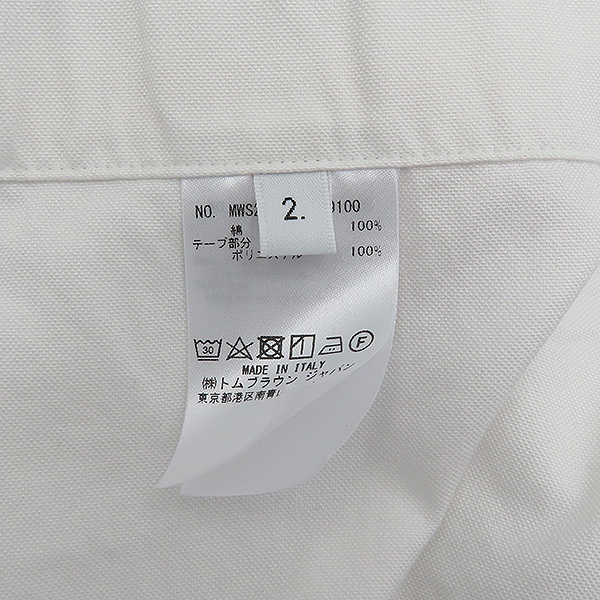 NO. MWS2 9100
2.
綿 100%
テープ部分
ポリエステル 100%
30 F
MADE IN ITALY
(株)トムブラウン ジャパン
東京都港区南青